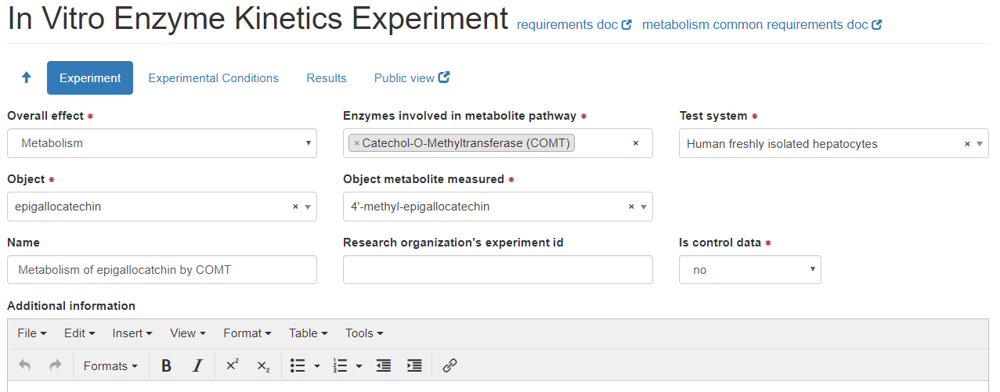 In Vitro Enzyme Kinetics Experiment requirements doc metabolism common requirements doc
Experiment Experimental Conditions Results Public view
Overall effect * Enzymes involved in metabolite pathway * Test system *
Metabolism × Catechol-O-Methyltransferase (COMT) × Human freshly isolated hepatocytes ×
Object * Object metabolite measured *
epigallocatechin × 4'-methyl-epigallocatechin ×
Name Research organization's experiment id Is control data *
Metabolism of epigallocatchin by COMT no
Additional information
File Edit Insert View Format Table Tools
Formats B I x² x₂